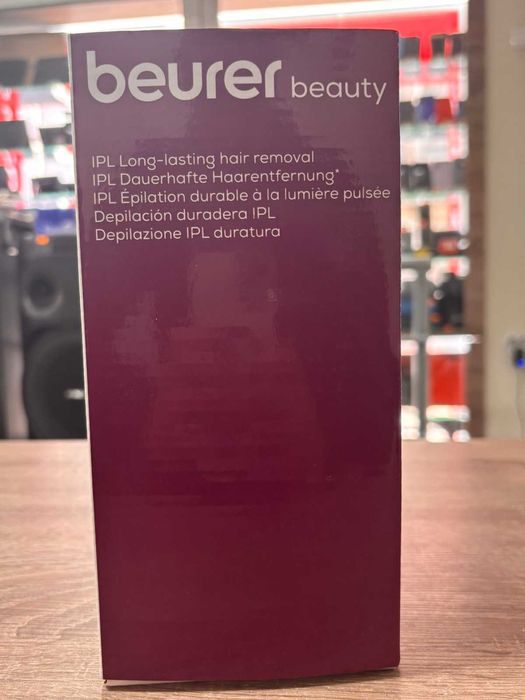 beurer beauty
IPL Long-lasting hair removal
IPL Dauerhafte Haarentfernung*
IPL Épilation durable à la lumière pulsée
Depilación duradera IPL
Depilazione IPL duratura